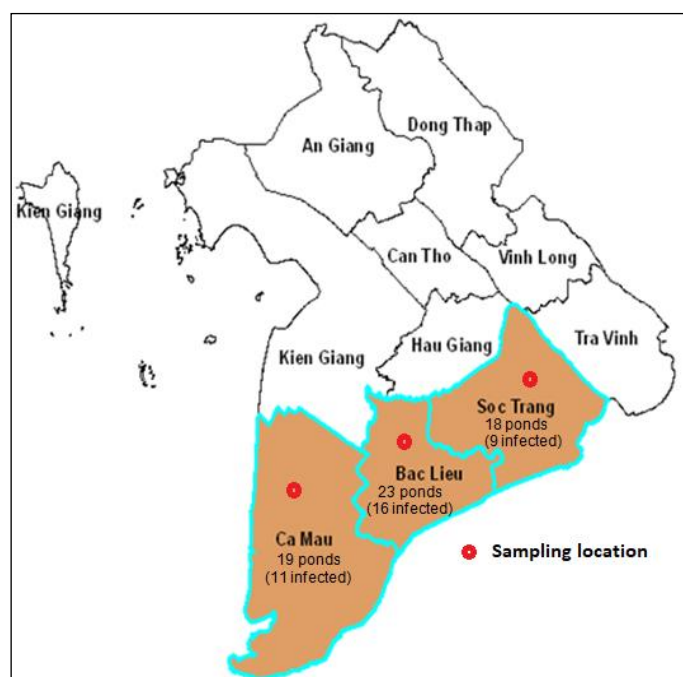 Dong Thap
An Giang
Kien Giang
Can Tho
Vinh Long
Kien Giang
Hau Giang
Tra Vinh
Soc Trang
18 ponds
(9 infected)
Bac Lieu
23 ponds
(16 infected)
Ca Mau
19 ponds
(11 infected)
Sampling location